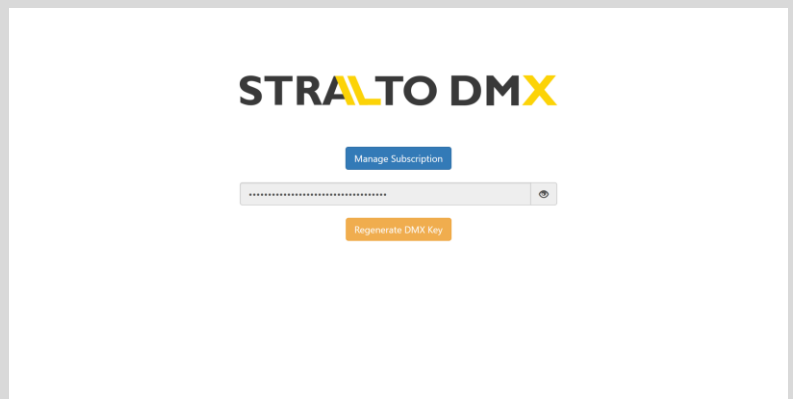 STRALTO DMX
Manage Subscription
••••••••••••••••••••••••••••••••••••
Regenerate DMX Key